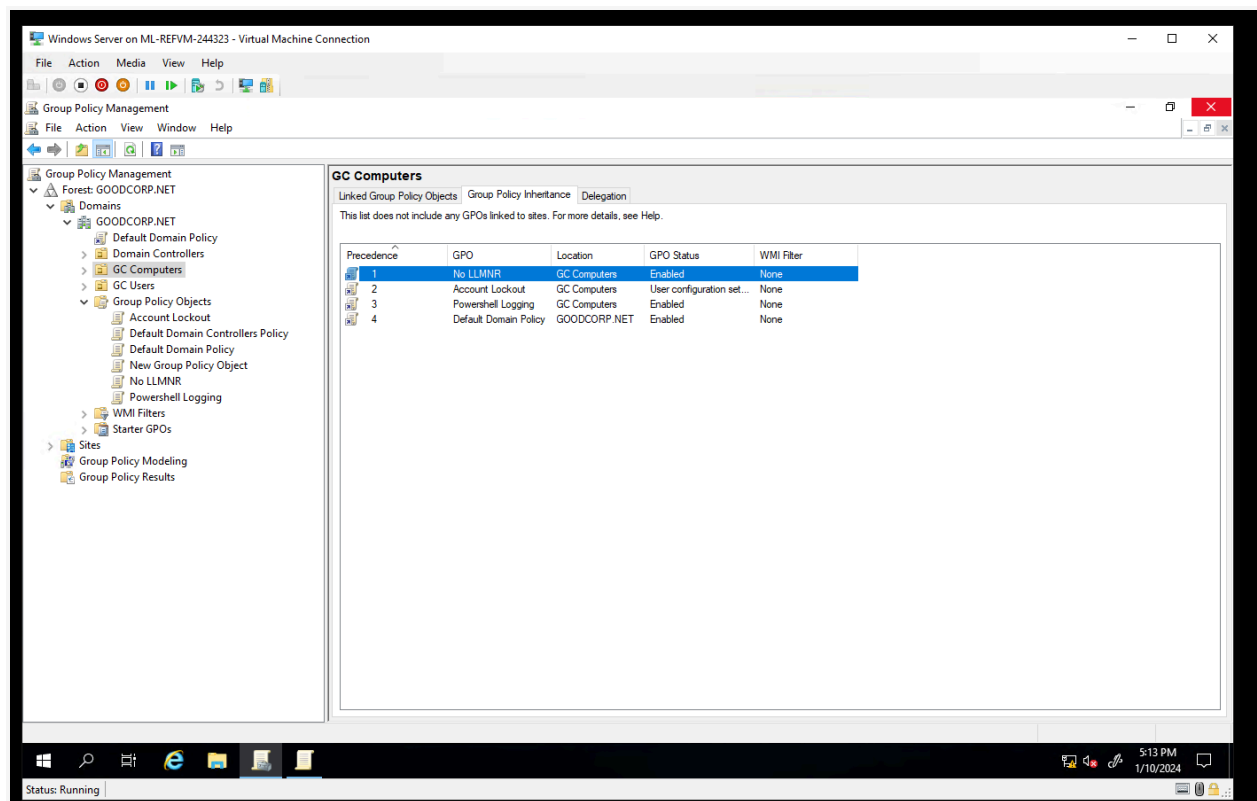 Windows Server on ML-REFVM-244323 - Virtual Machine Connection
File Action Media View Help
Group Policy Management
File Action View Window Help
Group Policy Management
Forest: GOODCORP.NET
Domains
GOODCORP.NET
Default Domain Policy
Domain Controllers
GC Computers
GC Users
Group Policy Objects
Account Lockout
Default Domain Controllers Policy
Default Domain Policy
New Group Policy Object
No LLMNR
Powershell Logging
WMI Filters
Starter GPOs
Sites
Group Policy Modeling
Group Policy Results
GC Computers
Linked Group Policy Objects Group Policy Inheritance Delegation
This list does not include any GPOs linked to sites. For more details, see Help.
Precedence GPO Location GPO Status WMI Filter
1 No LLMNR GC Computers Enabled None
2 Account Lockout GC Computers User configuration set... None
3 Powershell Logging GC Computers Enabled None
4 Default Domain Policy GOODCORP.NET Enabled None
5:13 PM
1/10/2024
Status: Running